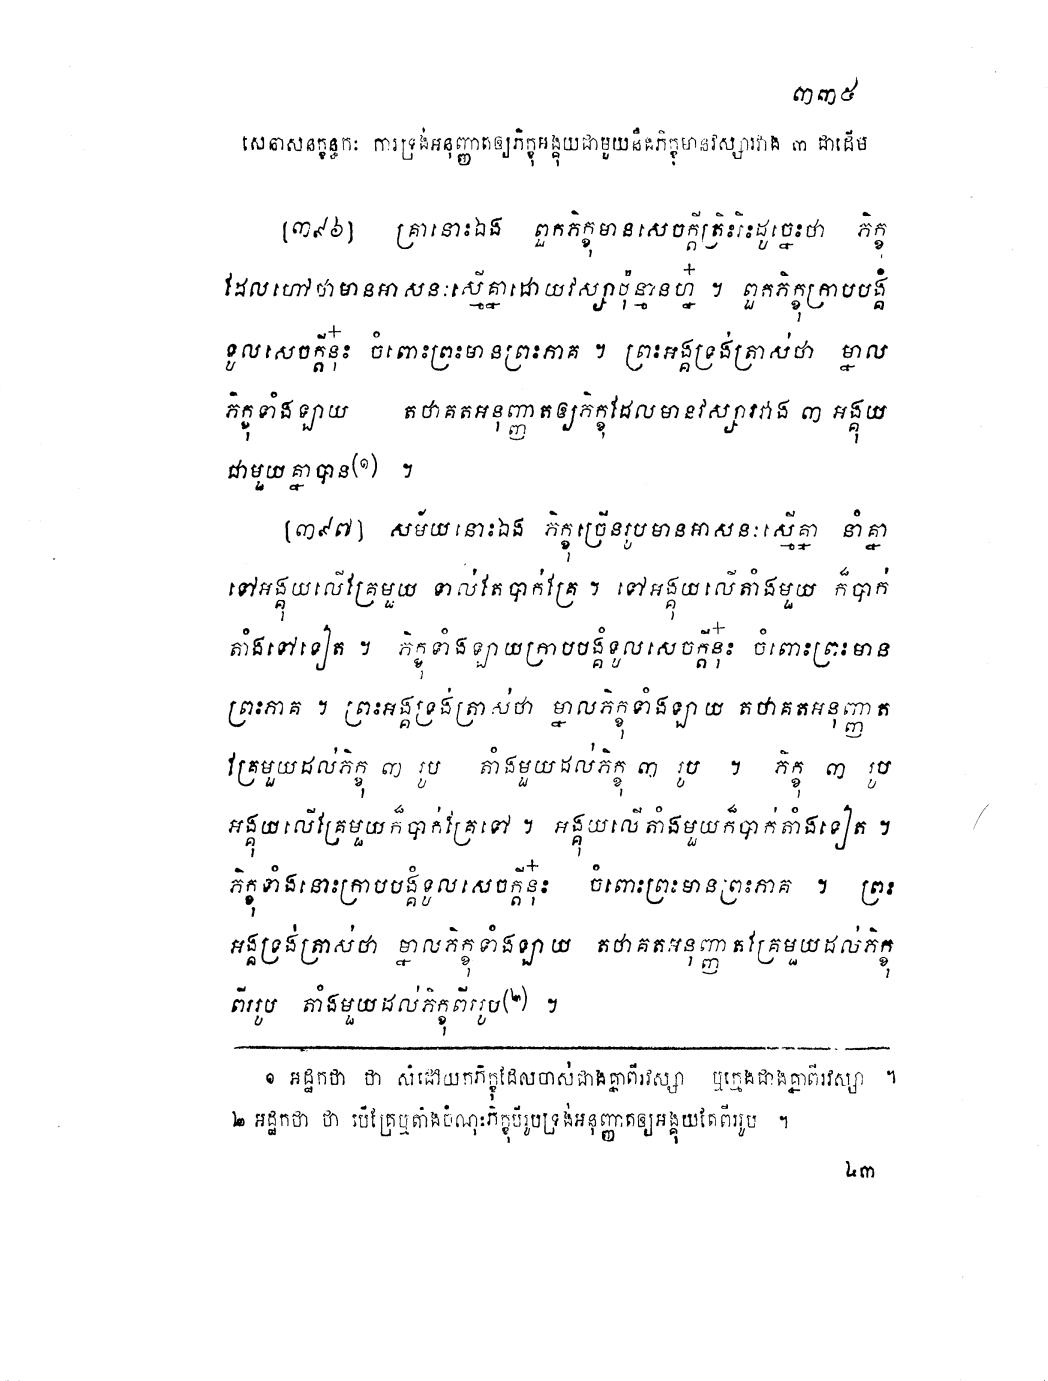 ៣៣៥
សេនាសនក្ខន្ធកៈ ការទ្រង់អនុញ្ញាតឲ្យភិក្ខុអង្គុយជាមួយនឹងភិក្ខុមានវស្សារវាង ៣ ជាដើម
[៣៩៦] គ្រានោះឯង ពួកភិក្ខុមានសេចក្តីត្រិះរិះដូច្នេះថា ភិក្ខុ
ដែលហៅថាមានអាសនៈស្មើគ្នាដោយវស្សាប៉ុន្មានហ្ន៎ ។ ពួកភិក្ខុក្រាបបង្គំ
ទូលសេចក្តីនុ៎ះ ចំពោះព្រះមានព្រះភាគ ។ ព្រះអង្គទ្រង់ត្រាស់ថា ម្នាល
ភិក្ខុទាំងឡាយ តថាគតអនុញ្ញាតឲ្យភិក្ខុដែលមានវស្សារវាង ៣ អង្គុយ
ជាមួយគ្នាបាន(១) ។
[៣៩៧] សម័យនោះឯង ភិក្ខុច្រើនរូបមានអាសនៈស្មើគ្នា នាំគ្នា
ទៅអង្គុយលើគ្រែមួយ ទាល់តែបាក់គ្រែ ។ ទៅអង្គុយលើតាំងមួយ ក៏បាក់
តាំងទៅទៀត ។ ភិក្ខុទាំងឡាយក្រាបបង្គំទូលសេចក្តីនុ៎ះ ចំពោះព្រះមាន
ព្រះភាគ ។ ព្រះអង្គទ្រង់ត្រាស់ថា ម្នាលភិក្ខុទាំងឡាយ តថាគតអនុញ្ញាត
គ្រែមួយដល់ភិក្ខុ ៣ រូប តាំងមួយដល់ភិក្ខុ ៣ រូប ។ ភិក្ខុ ៣ រូប
អង្គុយលើគ្រែមួយក៏បាក់គ្រែទៅ ។ អង្គុយលើតាំងមួយក៏បាក់តាំងទៀត ។
ភិក្ខុទាំងនោះក្រាបបង្គំទូលសេចក្តីនុ៎ះ ចំពោះព្រះមានព្រះភាគ ។ ព្រះ
អង្គទ្រង់ត្រាស់ថា ម្នាលភិក្ខុទាំងឡាយ តថាគតអនុញ្ញាតគ្រែមួយដល់ភិក្ខុ
ពីររូប តាំងមួយដល់ភិក្ខុពីររូប(២) ។
១ អដ្ឋកថា ថា សំដៅយកភិក្ខុដែលចាស់ជាងគ្នាពីរវស្សា ឬក្មេងជាងគ្នាពីរវស្សា ។
២ អដ្ឋកថា ថា បើគ្រែឬតាំងចំណុះភិក្ខុបីរូបទ្រង់អនុញ្ញាតឲ្យអង្គុយតែពីររូប ។
៤៣